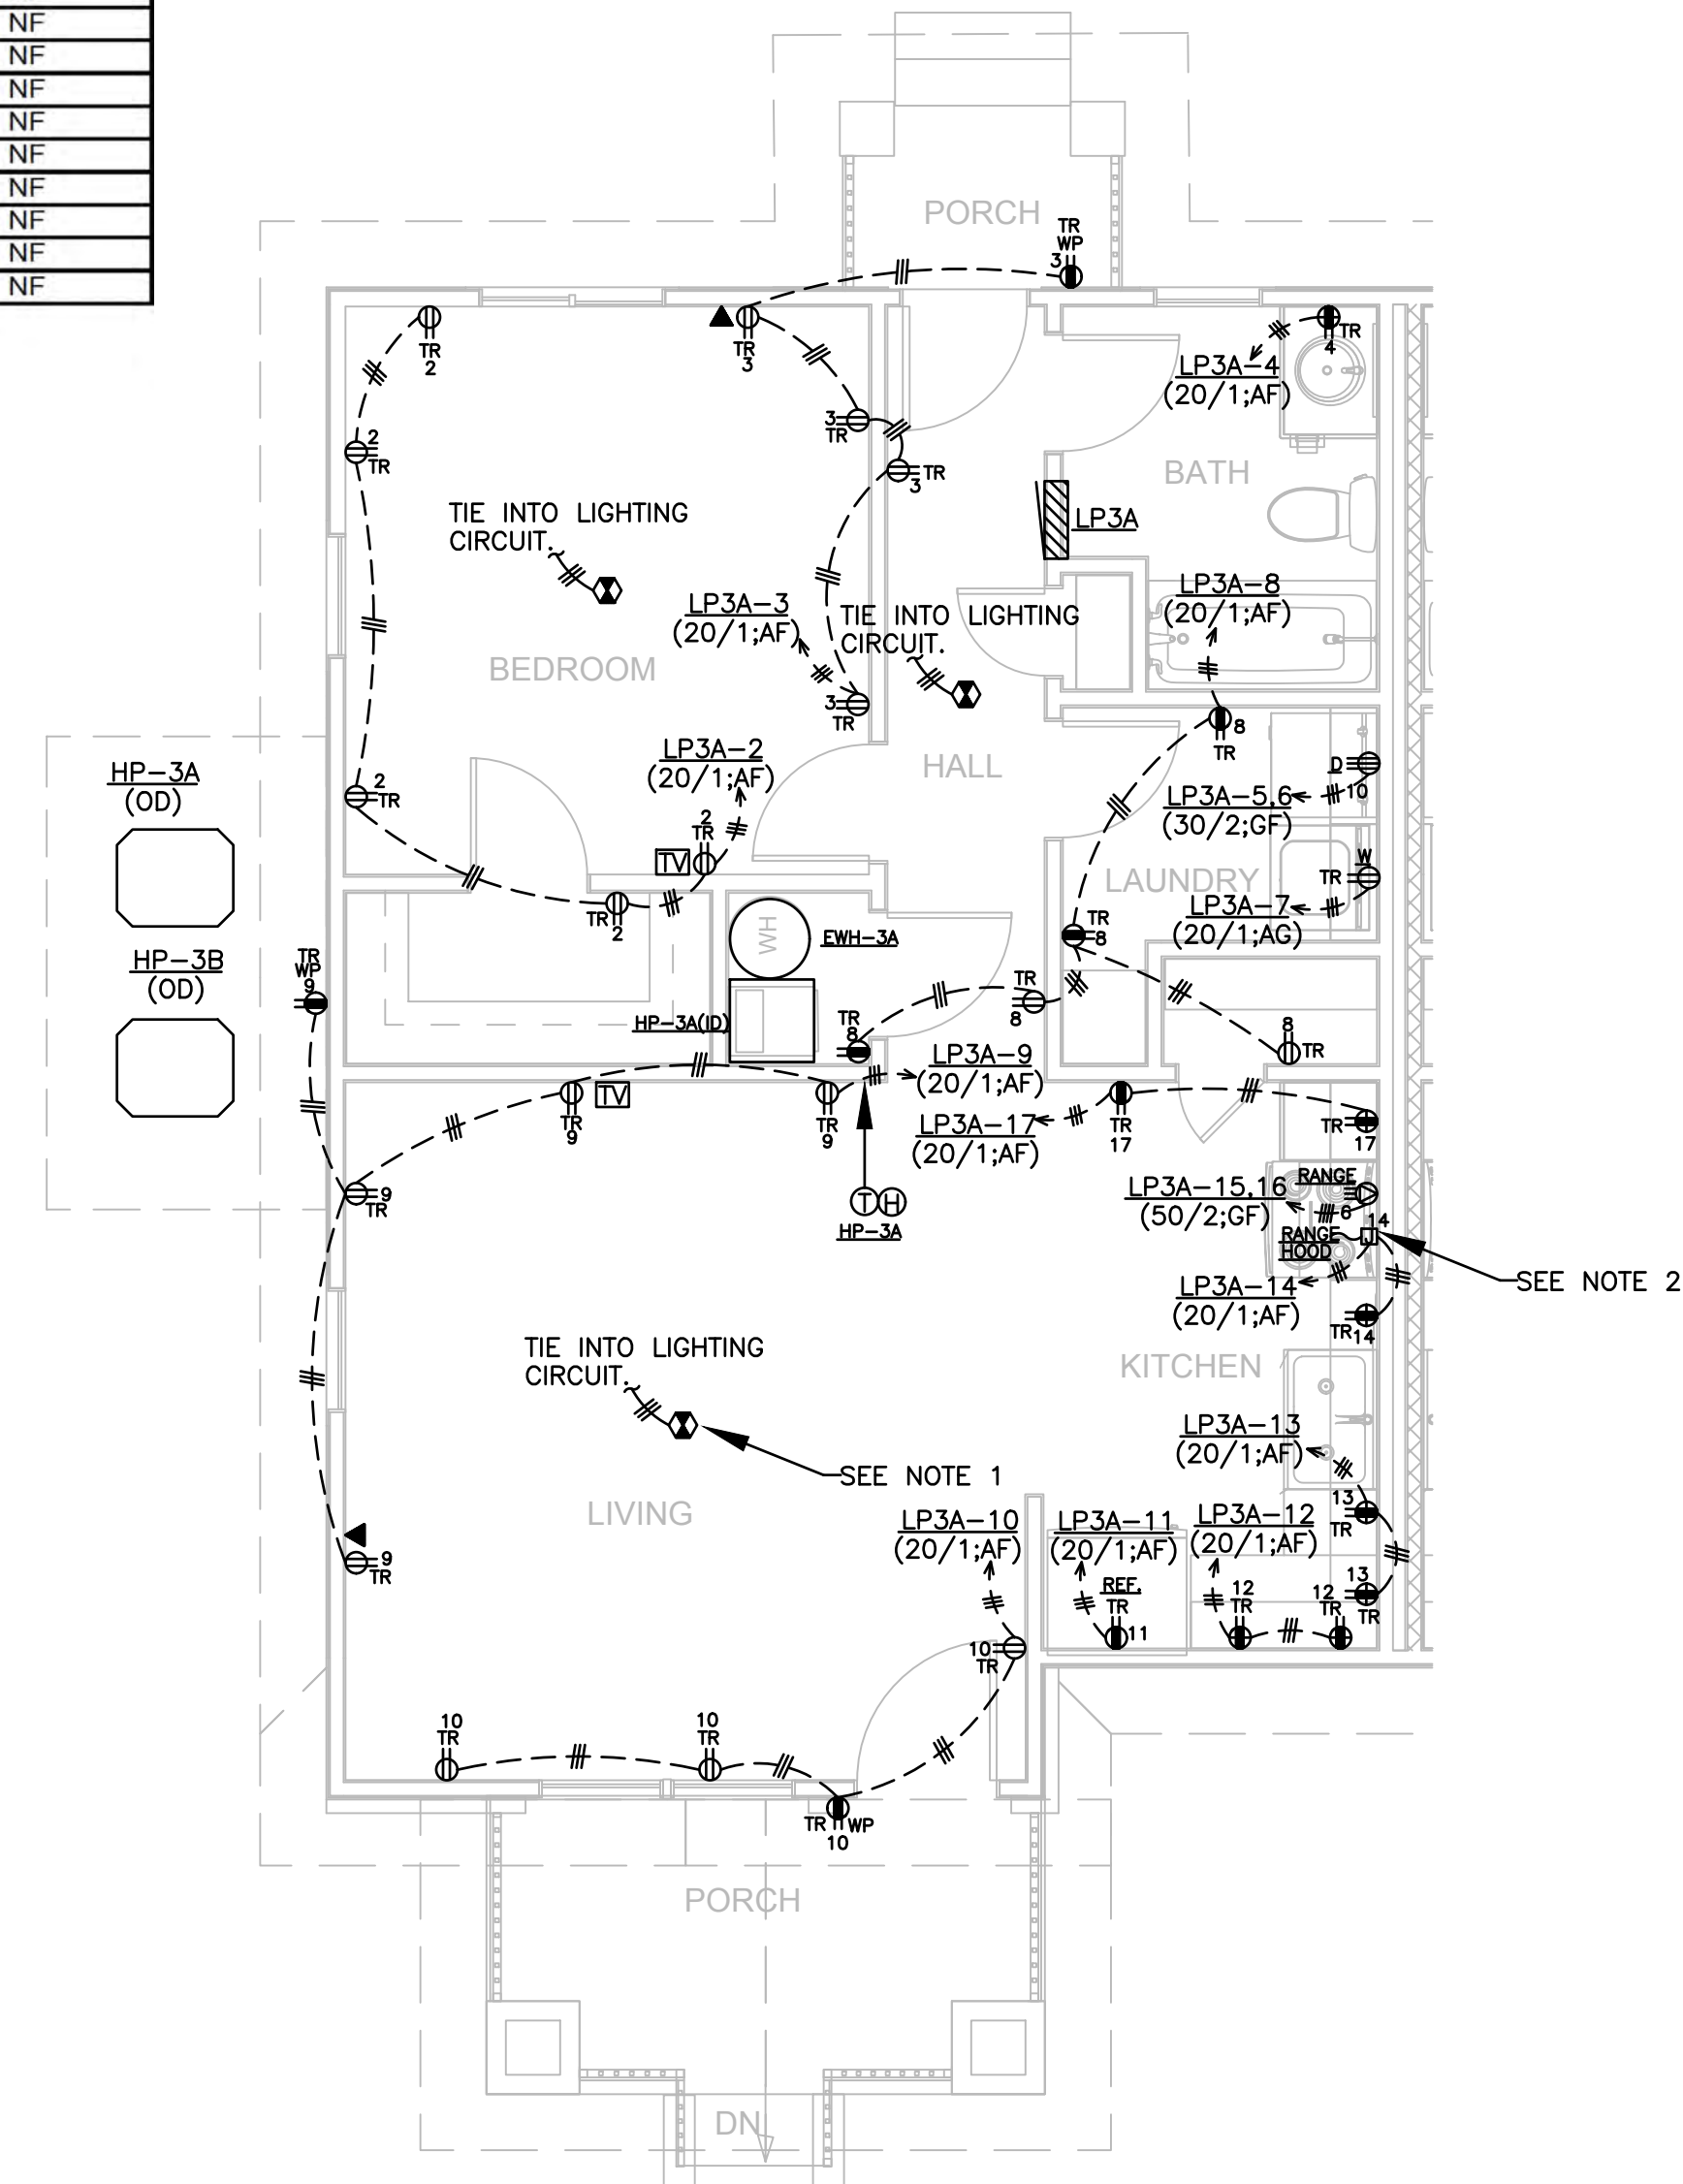 NF
NF
NF
NF
NF
NF
NF
NF
NF
PORCH
TR
WP
3
TR
2
TR
3
TR
4
LP3A-4
(20/1;AF)
3
TR
TR
3
2
TR
BATH
TIE INTO LIGHTING
CIRCUIT.
LP3A
LP3A-8
(20/1;AF)
LP3A-3
(20/1;AF)
TIE INTO LIGHTING
CIRCUIT.
BEDROOM
3
TR
8
TR
LP3A-2
(20/1;AF)
HALL
HP-3A
(OD)
2
TR
D
10
LP3A-5,6
(30/2;GF)
2
TR
TV
W
TR
LAUNDRY
LP3A-7
(20/1;AG)
TR
2
WH
EWH-3A
TR
8
HP-3B
(OD)
TR
WP
9
TR
8
HP-3A(ID)
TR
8
8
TR
LP3A-9
(20/1;AF)
TV
TR
9
TR
9
LP3A-17
(20/1;AF)
TR
17
TR
17
9
TR
T
H
HP-3A
LP3A-15,16
(50/2;GF)
RANGE
6
14
RANGE
HOOD
SEE NOTE 2
LP3A-14
(20/1;AF)
TR
14
TIE INTO LIGHTING
CIRCUIT.
KITCHEN
LP3A-13
(20/1;AF)
SEE NOTE 1
LIVING
13
TR
LP3A-10
(20/1;AF)
LP3A-11
(20/1;AF)
LP3A-12
(20/1;AF)
9
TR
REF.
TR
11
12
TR
12
TR
13
TR
10
TR
10
TR
10
TR
TR
WP
10
PORCH
DN